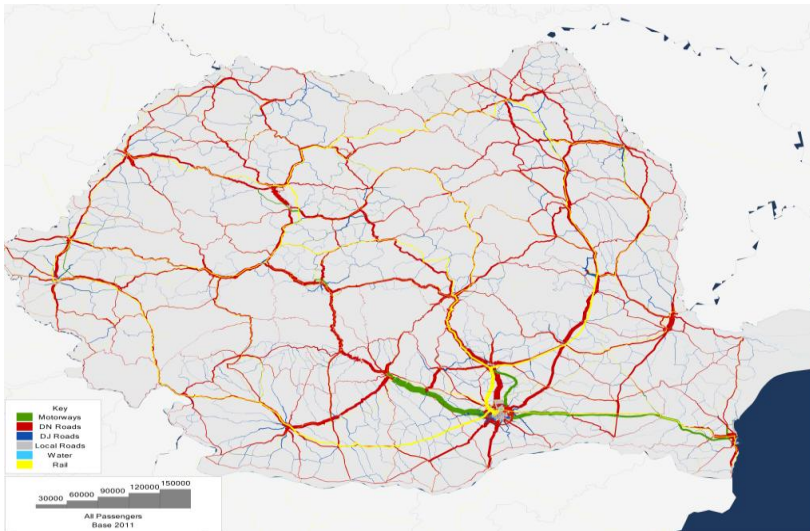 Key
Motorways
DN Roads
DJ Roads
Local Roads
Water
Rail
30000 60000 90000 120000 150000
All Passengers
Base 2011